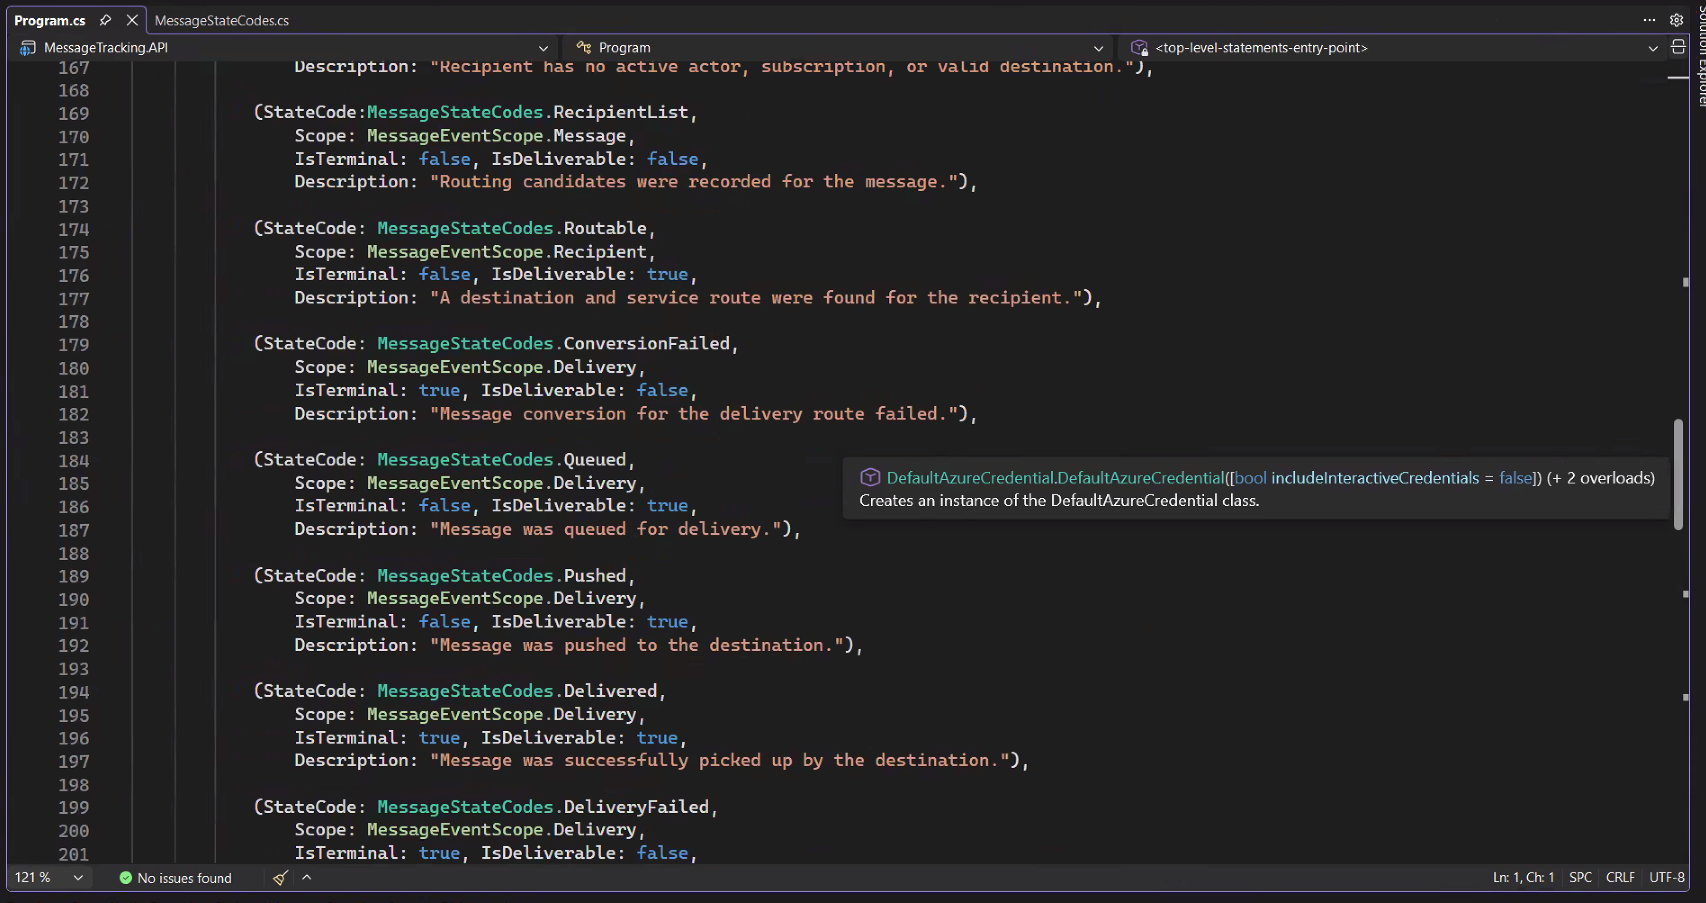 Program.cs
MessageStateCodes.cs
MessageTracking.API
Program
<top-level-statements-entry-point>
Solution Explorer
167 Description: "Recipient has no active actor, subscription, or valid destination."),
168
169 (StateCode:MessageStateCodes.RecipientList,
170 Scope: MessageEventScope.Message,
171 IsTerminal: false, IsDeliverable: false,
172 Description: "Routing candidates were recorded for the message."),
173
174 (StateCode: MessageStateCodes.Routable,
175 Scope: MessageEventScope.Recipient,
176 IsTerminal: false, IsDeliverable: true,
177 Description: "A destination and service route were found for the recipient."),
178
179 (StateCode: MessageStateCodes.ConversionFailed,
180 Scope: MessageEventScope.Delivery,
181 IsTerminal: true, IsDeliverable: false,
182 Description: "Message conversion for the delivery route failed."),
183
184 (StateCode: MessageStateCodes.Queued,
185 Scope: MessageEventScope.Delivery,
186 IsTerminal: false, IsDeliverable: true,
187 Description: "Message was queued for delivery."),
DefaultAzureCredential.DefaultAzureCredential([bool includeInteractiveCredentials = false]) (+ 2 overloads)
Creates an instance of the DefaultAzureCredential class.
188
189 (StateCode: MessageStateCodes.Pushed,
190 Scope: MessageEventScope.Delivery,
191 IsTerminal: false, IsDeliverable: true,
192 Description: "Message was pushed to the destination."),
193
194 (StateCode: MessageStateCodes.Delivered,
195 Scope: MessageEventScope.Delivery,
196 IsTerminal: true, IsDeliverable: true,
197 Description: "Message was successfully picked up by the destination."),
198
199 (StateCode: MessageStateCodes.DeliveryFailed,
200 Scope: MessageEventScope.Delivery,
201 IsTerminal: true, IsDeliverable: false,
121 % No issues found Ln: 1, Ch: 1 SPC CRLF UTF-8